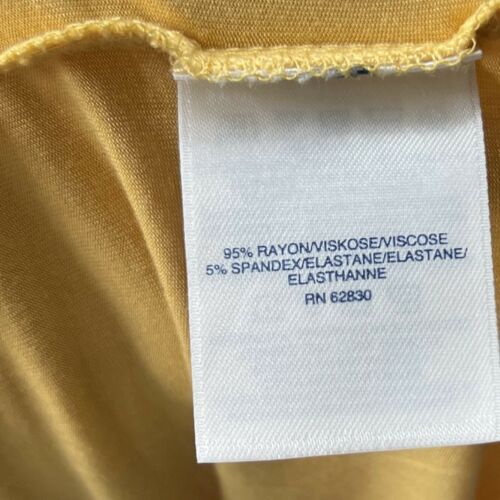 95% RAYON/VISKOSE/VISCOSE
5% SPANDEX/ELASTANE/ELASTANE/
ELASTHANNE
RN 62830